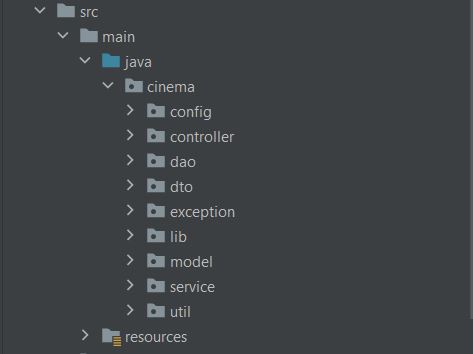 src
main
java
cinema
config
controller
dao
dto
exception
lib
model
service
util
resources